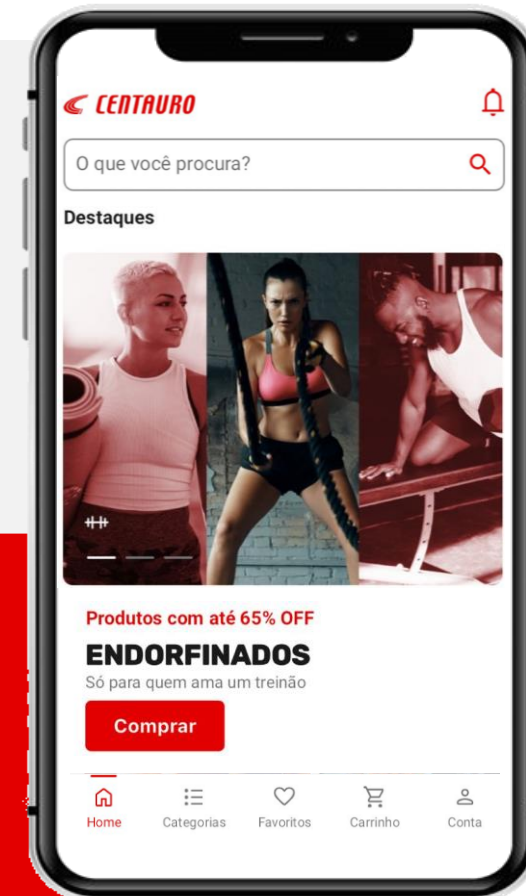 CENTAURO
O que você procura?
Destaques
Produtos com até 65% OFF
ENDORFINADOS
Só para quem ama um treinão
Comprar
Home Categorias Favoritos Carrinho Conta